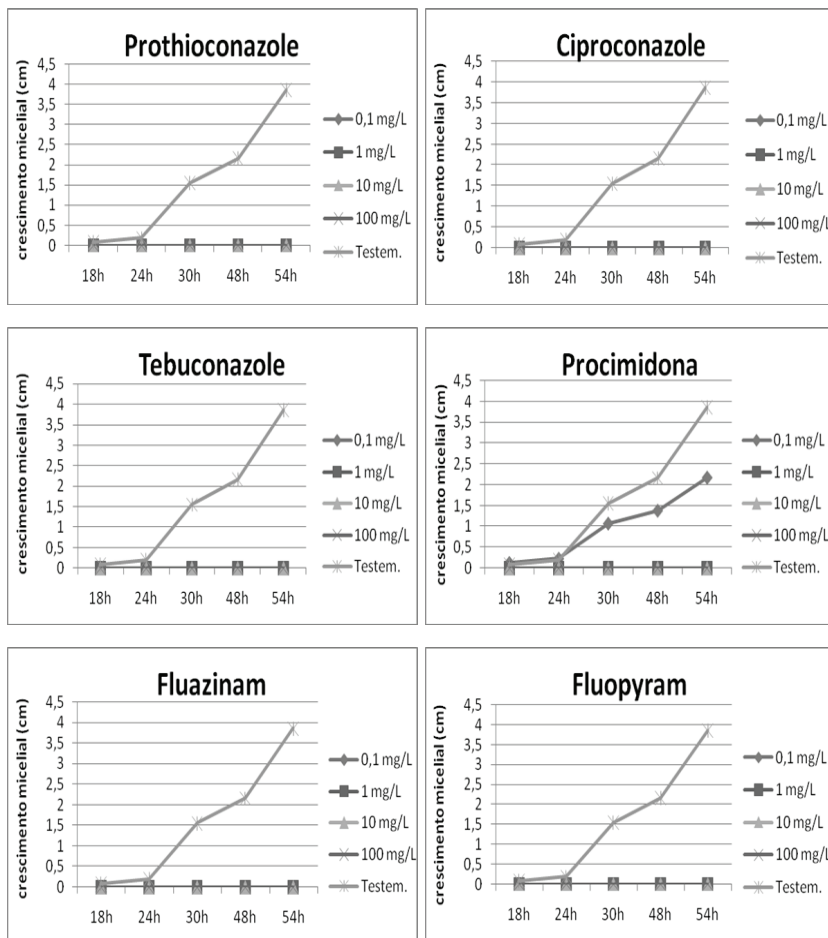 Prothioconazole
crescimento micelial (cm)
4,5
4
3,5
3
2,5
2
1,5
1
0,5
0
18h 24h 30h 48h 54h
0,1 mg/L
1 mg/L
10 mg/L
100 mg/L
Testem.
Ciproconazole
crescimento micelial (cm)
4,5
4
3,5
3
2,5
2
1,5
1
0,5
0
18h 24h 30h 48h 54h
0,1 mg/L
1 mg/L
10 mg/L
100 mg/L
Testem.
Tebuconazole
crescimento micelial (cm)
4,5
4
3,5
3
2,5
2
1,5
1
0,5
0
18h 24h 30h 48h 54h
0,1 mg/L
1 mg/L
10 mg/L
100 mg/L
Testem.
Procimidona
crescimento micelial (cm)
4,5
4
3,5
3
2,5
2
1,5
1
0,5
0
18h 24h 30h 48h 54h
0,1 mg/L
1 mg/L
10 mg/L
100 mg/L
Testem.
Fluazinam
crescimento micelial (cm)
4,5
4
3,5
3
2,5
2
1,5
1
0,5
0
18h 24h 30h 48h 54h
0,1 mg/L
1 mg/L
10 mg/L
100 mg/L
Testem.
Fluopyram
crescimento micelial (cm)
4,5
4
3,5
3
2,5
2
1,5
1
0,5
0
18h 24h 30h 48h 54h
0,1 mg/L
1 mg/L
10 mg/L
100 mg/L
Testem.